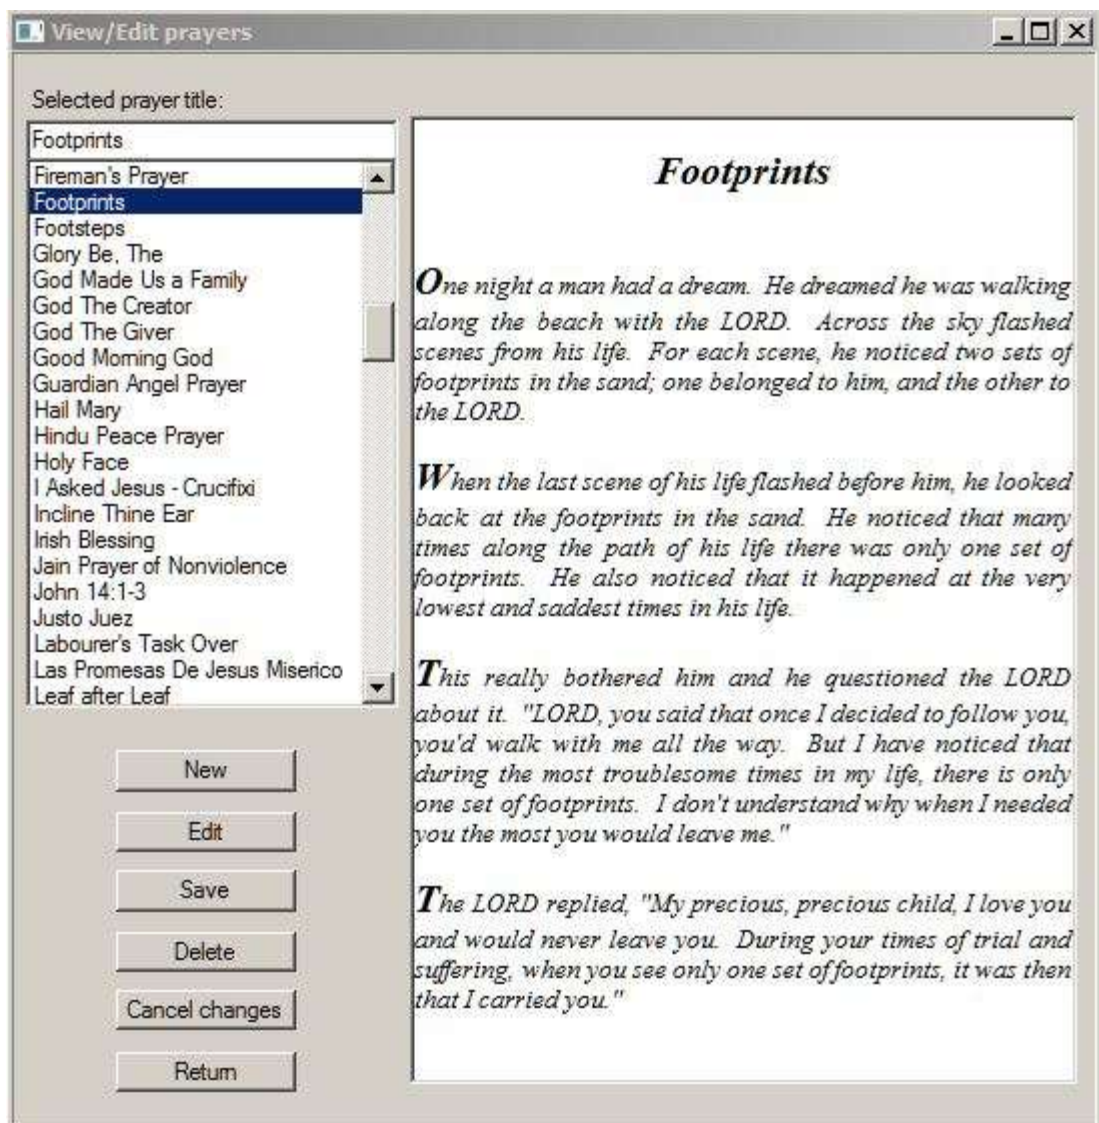 View/Edit prayers
Selected prayer title:
Footprints
Fireman's Prayer
Footprints
Footsteps
Glory Be, The
God Made Us a Family
God The Creator
God The Giver
Good Morning God
Guardian Angel Prayer
Hail Mary
Hindu Peace Prayer
Holy Face
I Asked Jesus - Crucifixi
Incline Thine Ear
Irish Blessing
Jain Prayer of Nonviolence
John 14:1-3
Justo Juez
Labourer's Task Over
Las Promesas De Jesus Miserico
Leaf after Leaf
New
Edit
Save
Delete
Cancel changes
Return
Footprints
One night a man had a dream. He dreamed he was walking
along the beach with the LORD. Across the sky flashed
scenes from his life. For each scene, he noticed two sets of
footprints in the sand; one belonged to him, and the other to
the LORD.
When the last scene of his life flashed before him, he looked
back at the footprints in the sand. He noticed that many
times along the path of his life there was only one set of
footprints. He also noticed that it happened at the very
lowest and saddest times in his life.
This really bothered him and he questioned the LORD
about it. "LORD, you said that once I decided to follow you,
you'd walk with me all the way. But I have noticed that
during the most troublesome times in my life, there is only
one set of footprints. I don't understand why when I needed
you the most you would leave me."
The LORD replied, "My precious, precious child, I love you
and would never leave you. During your times of trial and
suffering, when you see only one set of footprints, it was then
that I carried you."